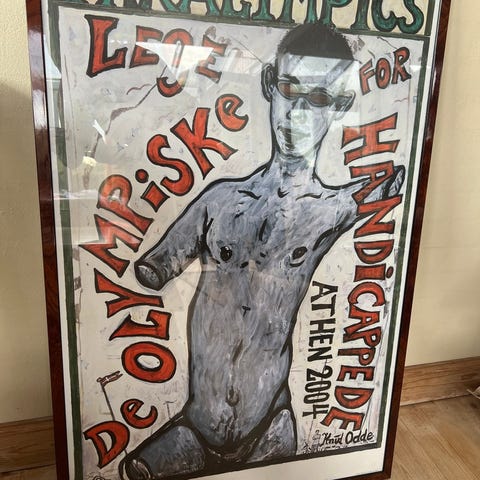 PARALYMPICS
De OLYMPiSKe
LEGE
FOR
HANDICAPPEDE
ATHEN 2004
Knud Odde